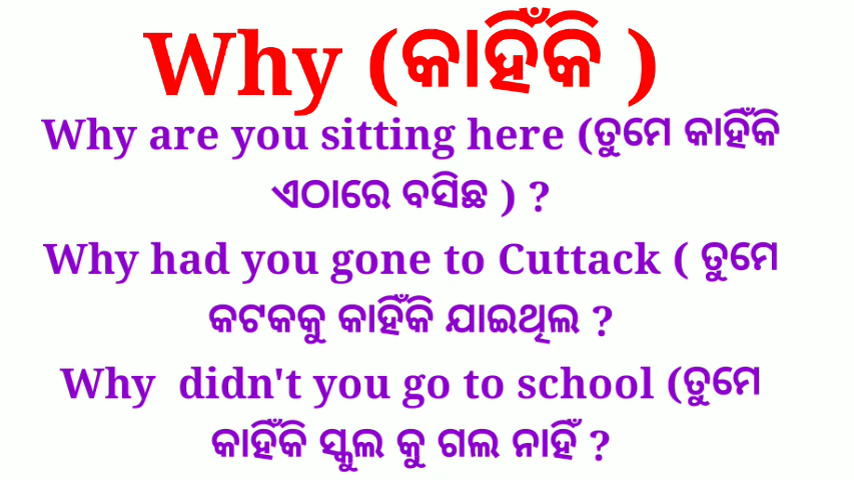 Why (କାହିଁକି )
Why are you sitting here (ତୁମେ କାହିଁକି
ଏଠାରେ ବସିଛ ) ?
Why had you gone to Cuttack ( ତୁମେ
କଟକକୁ କାହିଁକି ଯାଇଥିଲ ?
Why  didn't you go to school (ତୁମେ
କାହିଁକି ସ୍କୁଲ କୁ ଗଲ ନାହିଁ ?